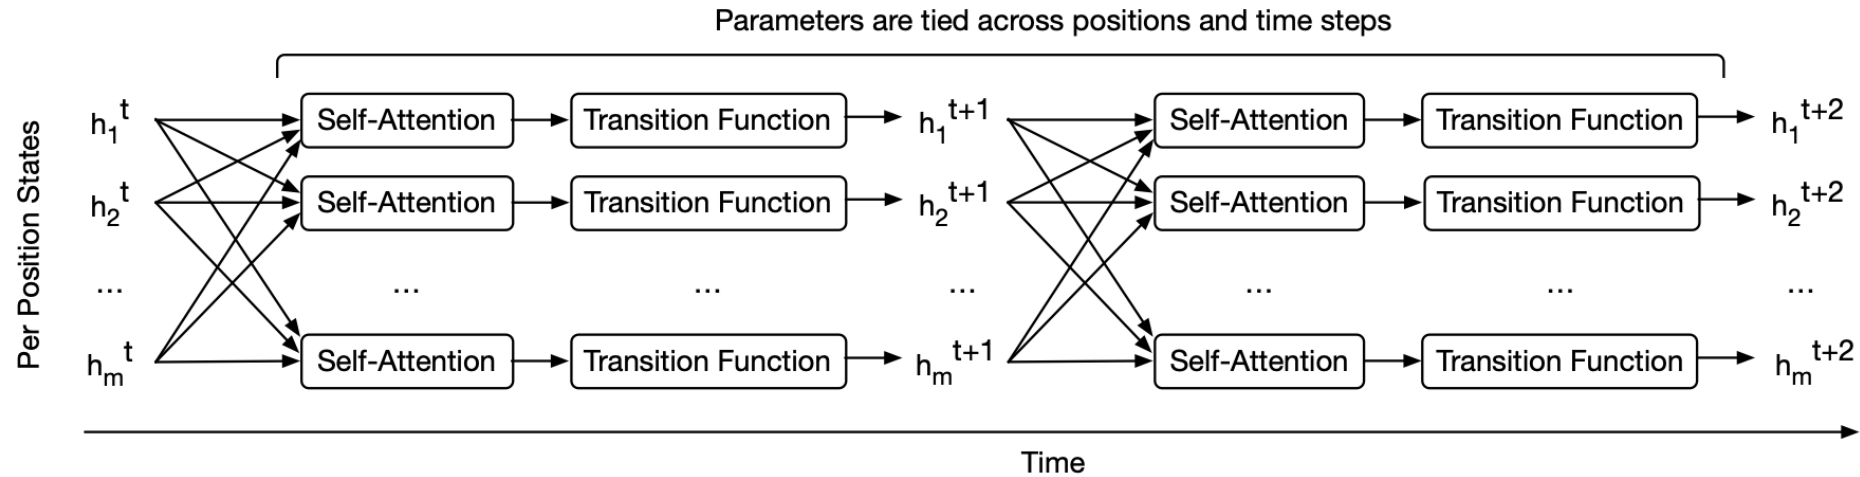 Parameters are tied across positions and time steps
Per Position States
h₁ᵗ Self-Attention Transition Function h₁ᵗ⁺¹ Self-Attention Transition Function h₁ᵗ⁺²
h₂ᵗ Self-Attention Transition Function h₂ᵗ⁺¹ Self-Attention Transition Function h₂ᵗ⁺²
... ... ... ... ... ... ...
hₘᵗ Self-Attention Transition Function hₘᵗ⁺¹ Self-Attention Transition Function hₘᵗ⁺²
Time